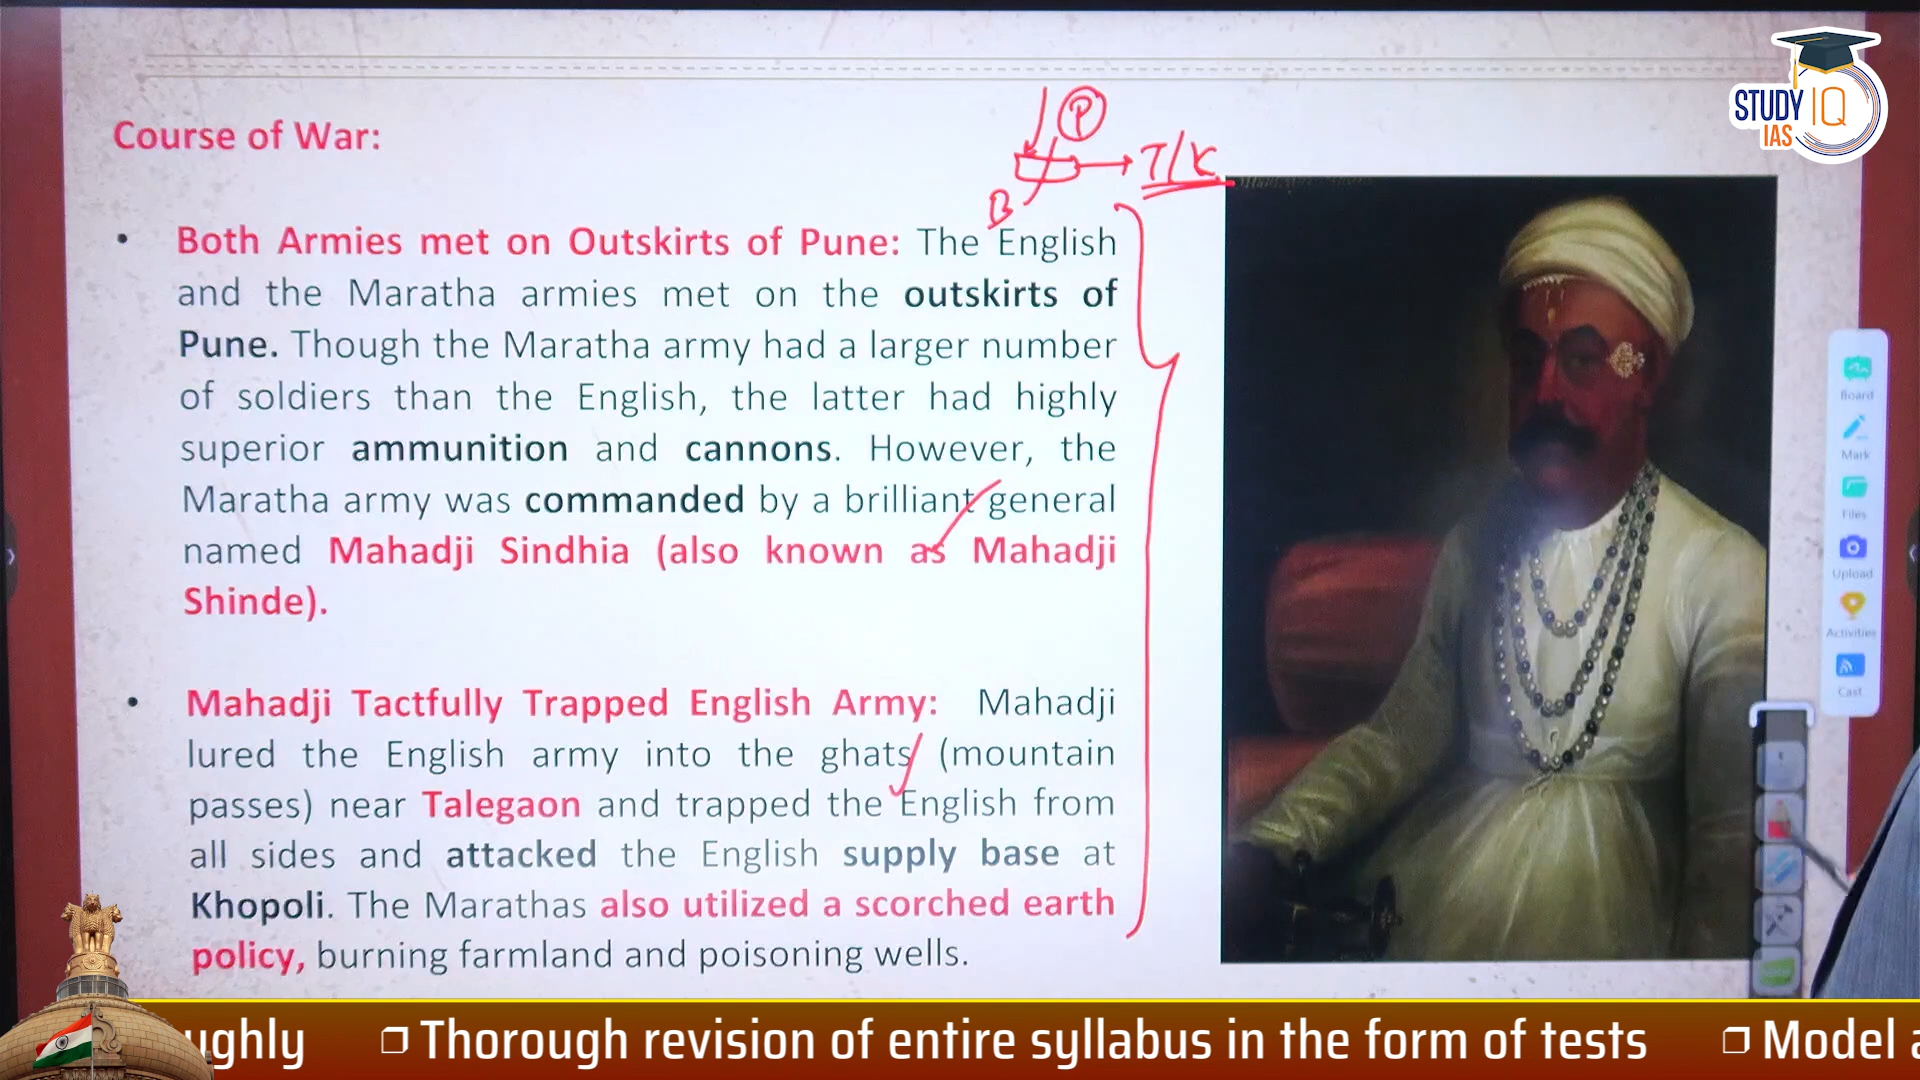 STUDY IQ
IAS
P
T/K
B
Course of War:
• Both Armies met on Outskirts of Pune: The English
and the Maratha armies met on the outskirts of
Pune. Though the Maratha army had a larger number
of soldiers than the English, the latter had highly
superior ammunition and cannons. However, the
Maratha army was commanded by a brilliant general
named Mahadji Sindhia (also known as Mahadji
Shinde).
• Mahadji Tactfully Trapped English Army: Mahadji
lured the English army into the ghats (mountain
passes) near Talegaon and trapped the English from
all sides and attacked the English supply base at
Khopoli. The Marathas also utilized a scorched earth
policy, burning farmland and poisoning wells.
Board
Mark
Files
Upload
Activities
Cast
ughly ❐ Thorough revision of entire syllabus in the form of tests ❐ Model a